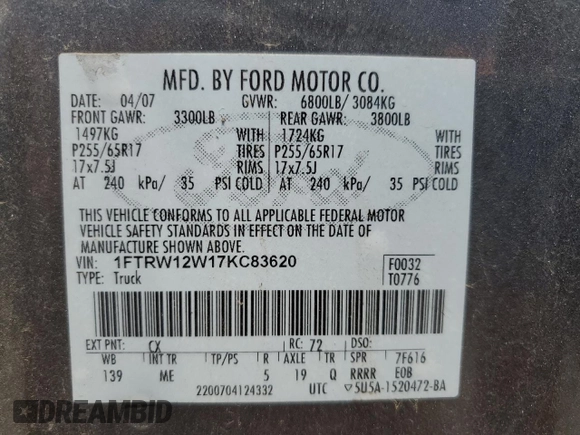 MFD. BY FORD MOTOR CO.
DATE: 04/07 GVWR: 6800LB/ 3084KG
FRONT GAWR: 3300LB REAR GAWR: 3800LB
1497KG WITH 1724KG WITH
P255/65R17 TIRES P255/65R17 TIRES
17x7.5J RIMS 17x7.5J RIMS
AT 240 kPa/ 35 PSI COLD AT 240 kPa/ 35 PSI COLD
THIS VEHICLE CONFORMS TO ALL APPLICABLE FEDERAL MOTOR
VEHICLE SAFETY STANDARDS IN EFFECT ON THE DATE OF
MANUFACTURE SHOWN ABOVE.
VIN: 1FTRW12W17KC83620 F0032
TYPE: Truck T0776
EXT PNT: CX RC: 72 DSO:
WB INT TR TP/PS R AXLE TR SPR 7F616
139 ME 5 19 Q RRRR E0B
2200704124332 UTC ▽5U5A-1520472-BA
DREAMBID